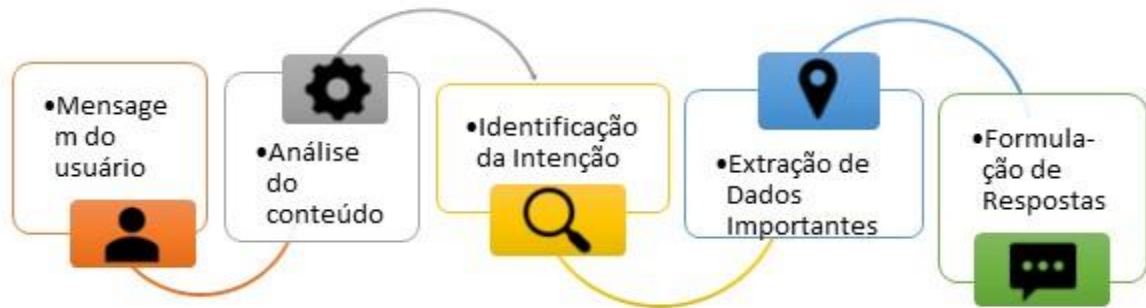 •Mensage
m do
usuário
•Análise
do
conteúdo
•Identificação
da Intenção
•Extração de
Dados
Importantes
•Formula-
ção de
Respostas